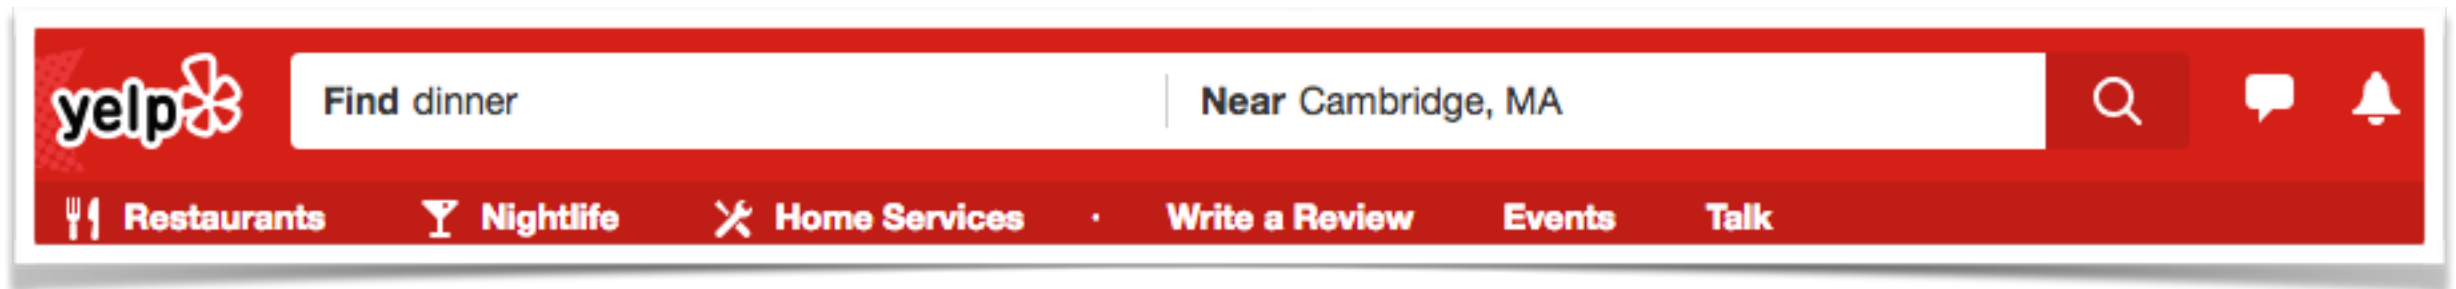 yelp Find dinner Near Cambridge, MA
Restaurants Nightlife Home Services · Write a Review Events Talk